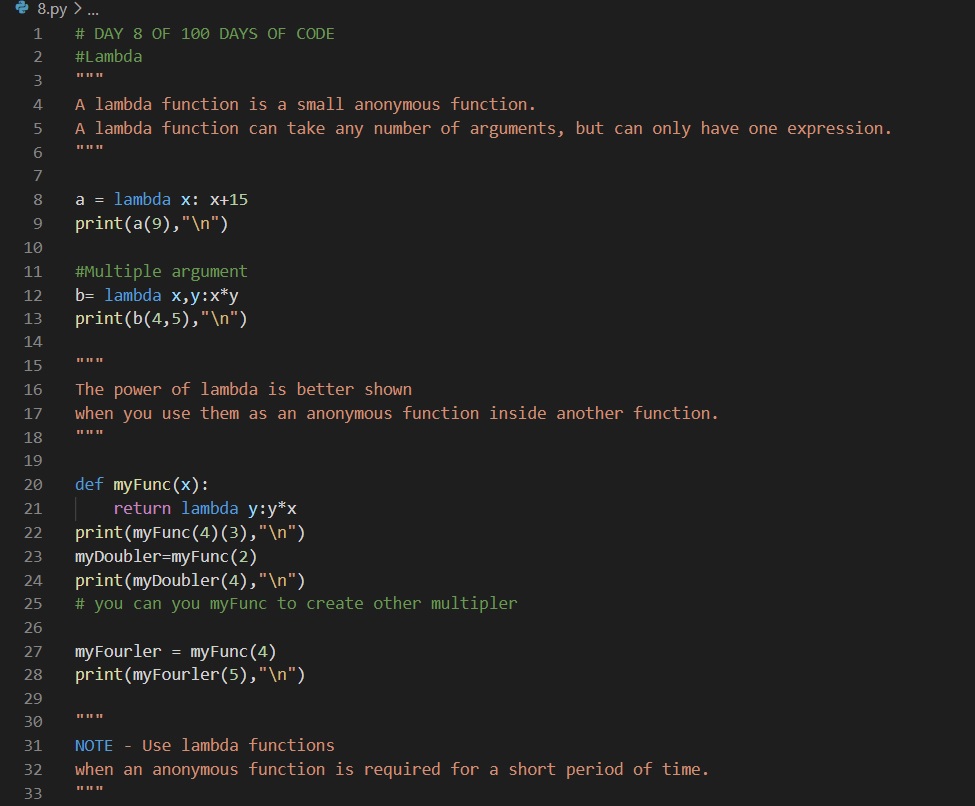 8.py > ...
1 # DAY 8 OF 100 DAYS OF CODE
2 #Lambda
3 """
4 A lambda function is a small anonymous function.
5 A lambda function can take any number of arguments, but can only have one expression.
6 """
7
8 a = lambda x: x+15
9 print(a(9),"\n")
10
11 #Multiple argument
12 b= lambda x,y:x*y
13 print(b(4,5),"\n")
14
15 """
16 The power of lambda is better shown
17 when you use them as an anonymous function inside another function.
18 """
19
20 def myFunc(x):
21     return lambda y:y*x
22 print(myFunc(4)(3),"\n")
23 myDoubler=myFunc(2)
24 print(myDoubler(4),"\n")
25 # you can you myFunc to create other multipler
26
27 myFourler = myFunc(4)
28 print(myFourler(5),"\n")
29
30 """
31 NOTE - Use lambda functions
32 when an anonymous function is required for a short period of time.
33 """